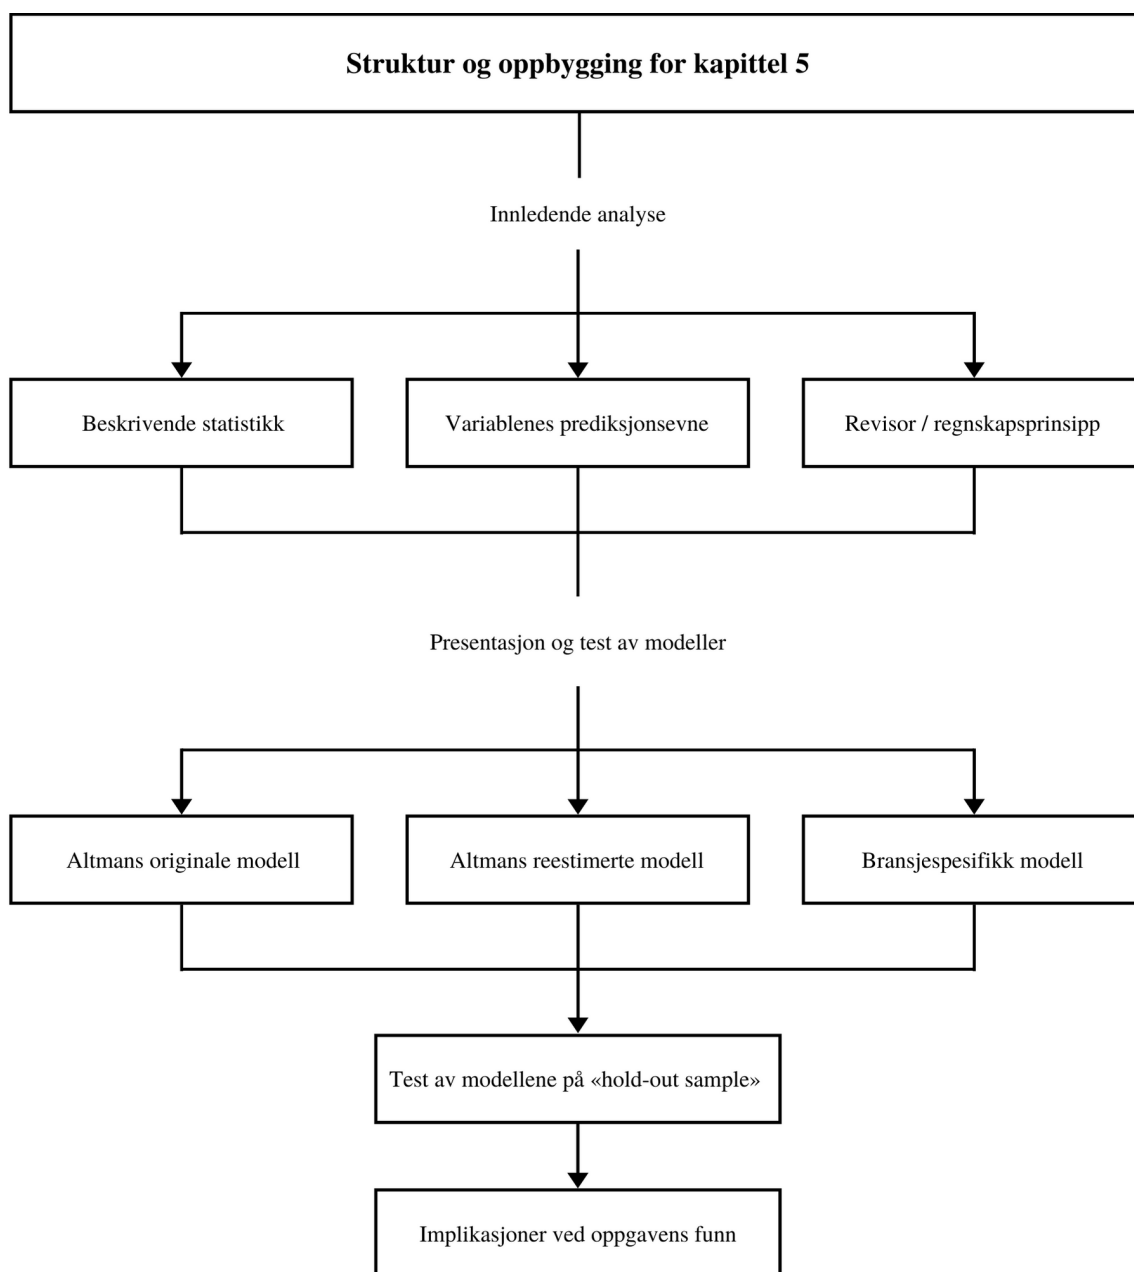 Struktur og oppbygging for kapittel 5
Innledende analyse
Beskrivende statistikk
Variablenes prediksjonsevne
Revisor / regnskapsprinsipp
Presentasjon og test av modeller
Altmans originale modell
Altmans reestimerte modell
Bransjespesifikk modell
Test av modellene på «hold-out sample»
Implikasjoner ved oppgavens funn